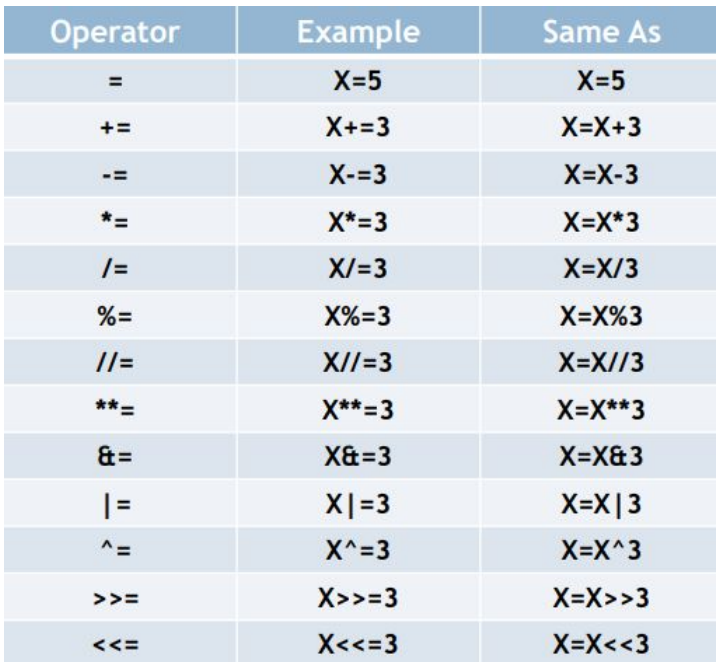 Operator Example Same As
= X=5 X=5
+= X+=3 X=X+3
-= X-=3 X=X-3
*= X*=3 X=X*3
/= X/=3 X=X/3
%= X%=3 X=X%3
//= X//=3 X=X//3
**= X**=3 X=X**3
&= X&=3 X=X&3
|= X|=3 X=X|3
^= X^=3 X=X^3
>>= X>>=3 X=X>>3
<<= X<<=3 X=X<<3